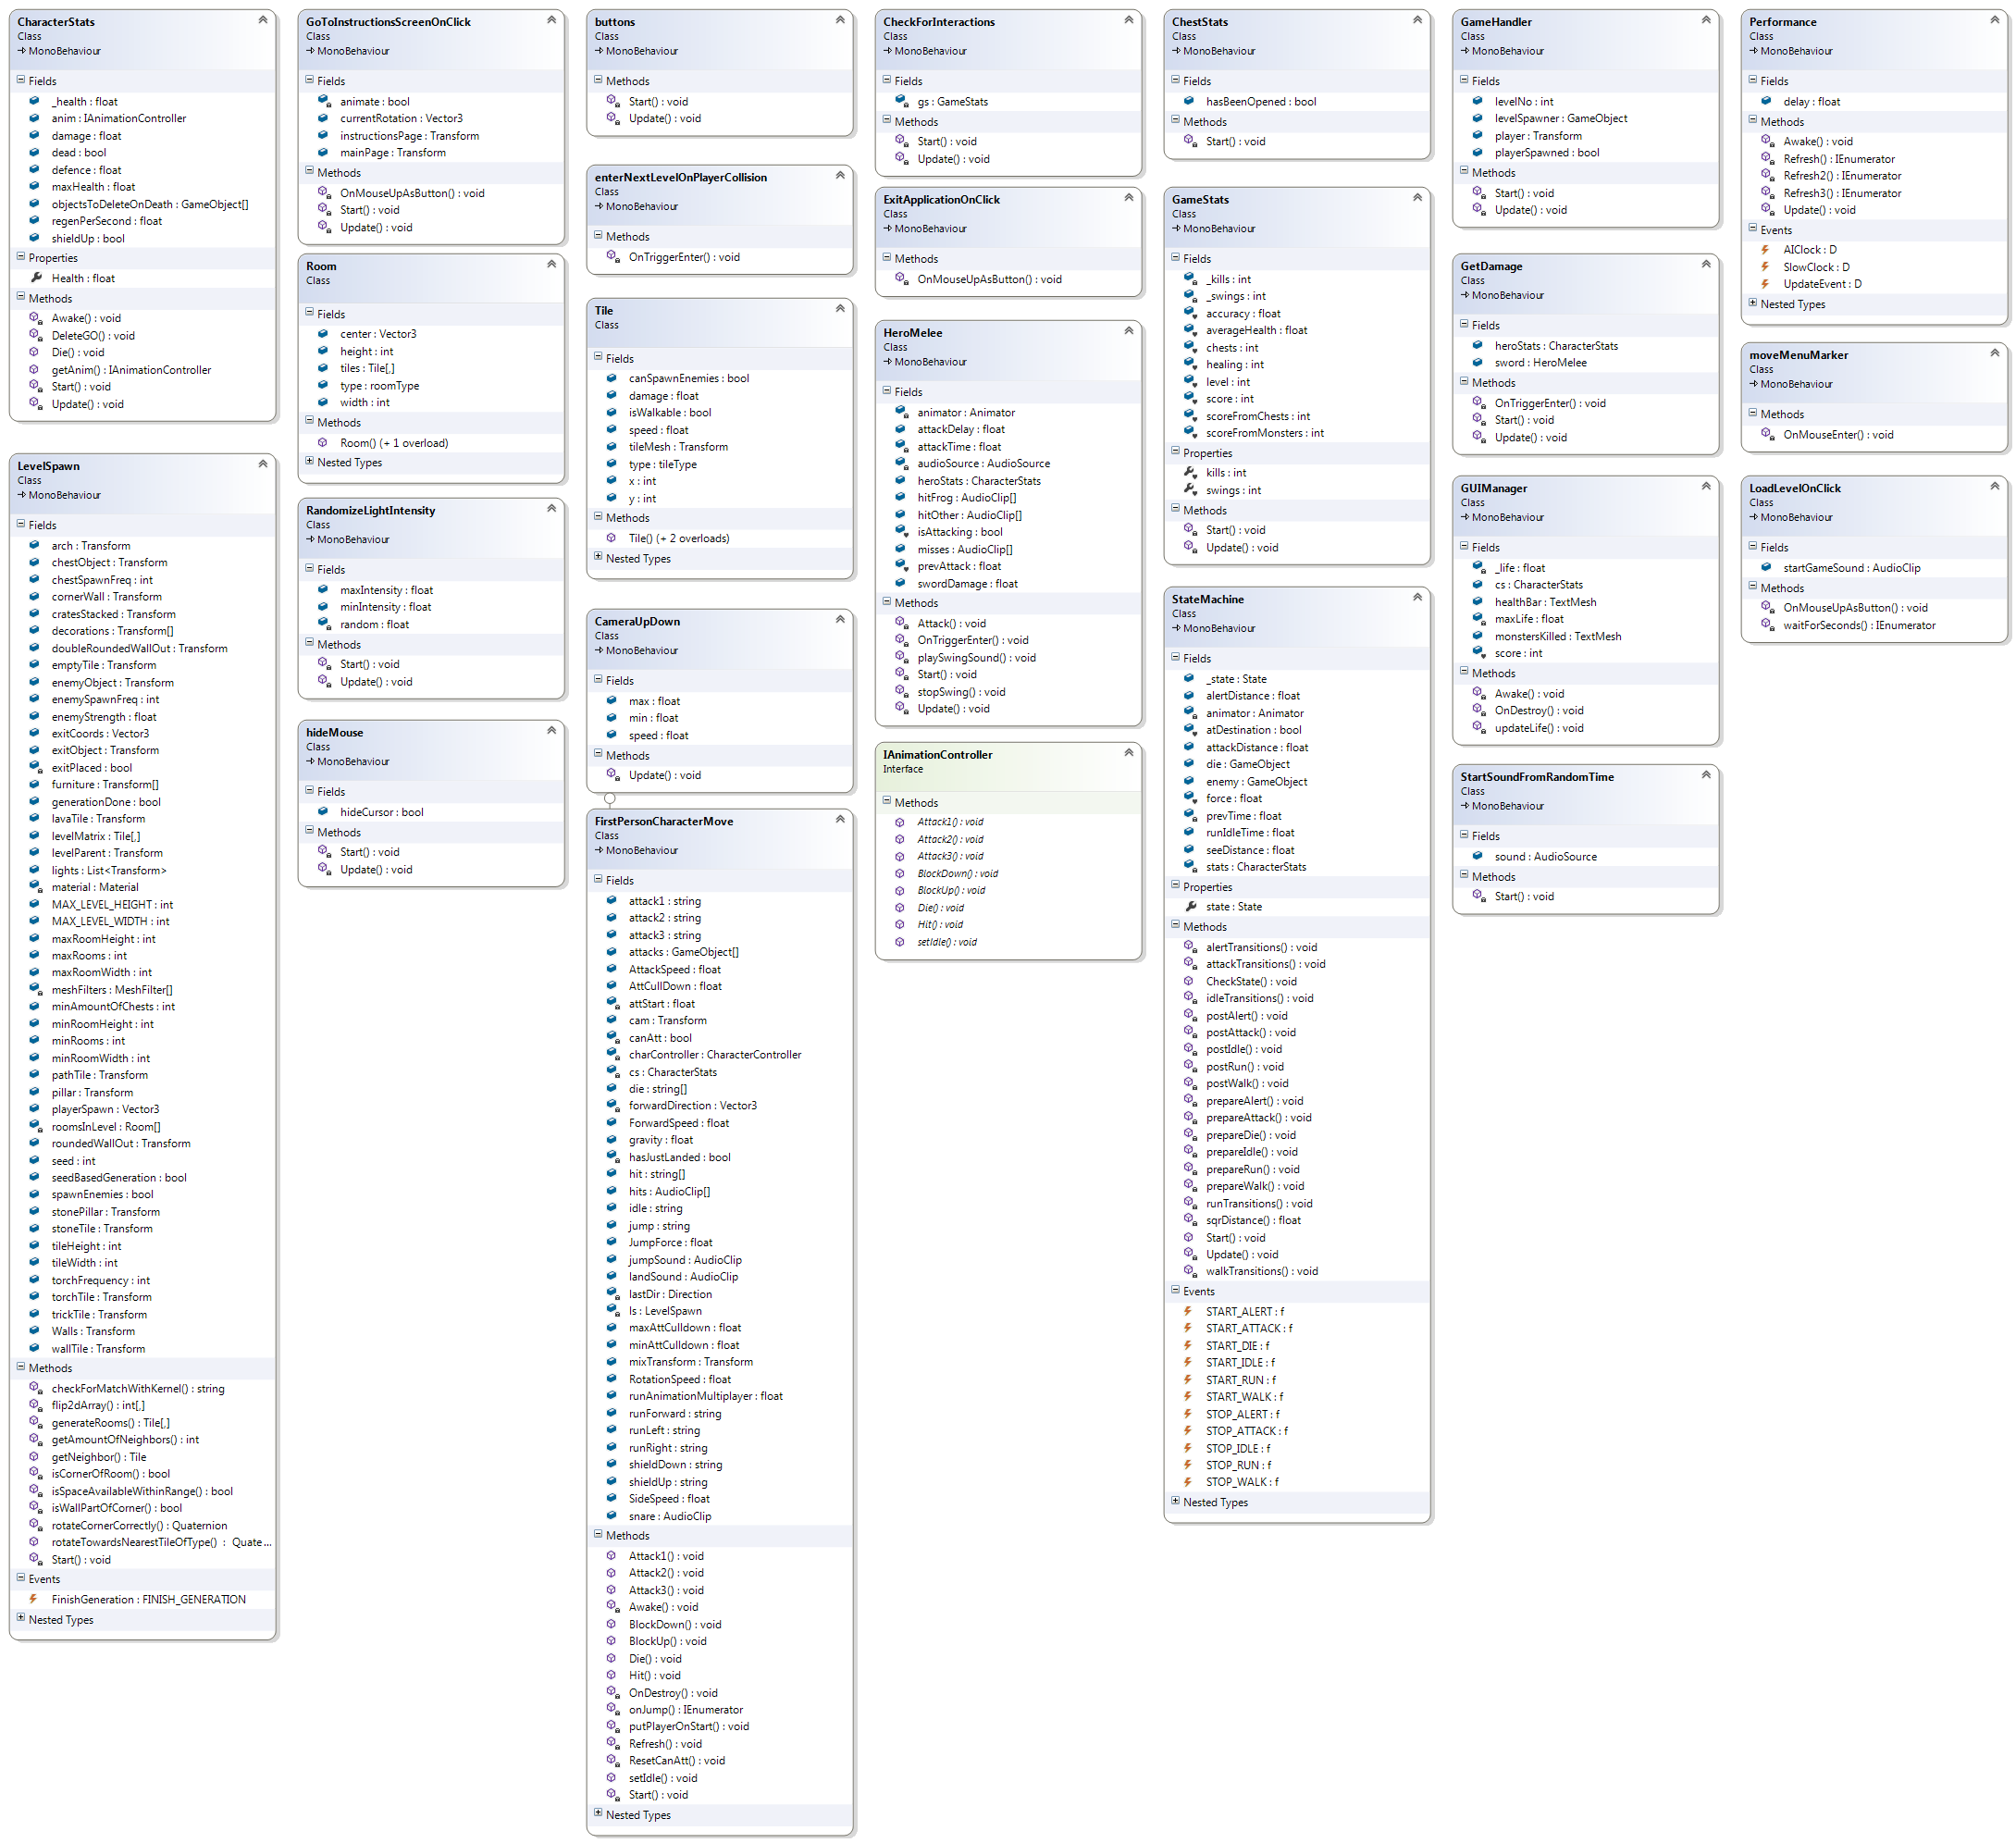 CharacterStats
Class
MonoBehaviour
Fields
_health : float
anim : IAnimationController
damage : float
dead : bool
defence : float
maxHealth : float
objectsToDeleteOnDeath : GameObject[]
regenPerSecond : float
shieldUp : bool
Properties
Health : float
Methods
Awake() : void
DeleteGO() : void
Die() : void
getAnim() : IAnimationController
Start() : void
Update() : void
LevelSpawn
Class
MonoBehaviour
Fields
arch : Transform
chestObject : Transform
chestSpawnFreq : int
cornerWall : Transform
cratesStacked : Transform
decorations : Transform[]
doubleRoundedWallOut : Transform
emptyTile : Transform
enemyObject : Transform
enemySpawnFreq : int
enemyStrength : float
exitCoords : Vector3
exitObject : Transform
exitPlaced : bool
furniture : Transform[]
generationDone : bool
lavaTile : Transform
levelMatrix : Tile[,]
levelParent : Transform
lights : List<Transform>
material : Material
MAX_LEVEL_HEIGHT : int
MAX_LEVEL_WIDTH : int
maxRoomHeight : int
maxRooms : int
maxRoomWidth : int
meshFilters : MeshFilter[]
minAmountOfChests : int
minRoomHeight : int
minRooms : int
minRoomWidth : int
pathTile : Transform
pillar : Transform
playerSpawn : Vector3
roomsInLevel : Room[]
roundedWallOut : Transform
seed : int
seedBasedGeneration : bool
spawnEnemies : bool
stonePillar : Transform
stoneTile : Transform
tileHeight : int
tileWidth : int
torchFrequency : int
torchTile : Transform
trickTile : Transform
Walls : Transform
wallTile : Transform
Methods
checkForMatchWithKernel() : string
flip2dArray() : int[,]
generateRooms() : Tile[,]
getAmountOfNeighbors() : int
getNeighbor() : Tile
isCornerOfRoom() : bool
isSpaceAvailableWithinRange() : bool
isWallPartOfCorner() : bool
rotateCornerCorrectly() : Quaternion
rotateTowardsNearestTileOfType() : Quate...
Start() : void
Events
FinishGeneration : FINISH_GENERATION
Nested Types
GoToInstructionsScreenOnClick
Class
MonoBehaviour
Fields
animate : bool
currentRotation : Vector3
instructionsPage : Transform
mainPage : Transform
Methods
OnMouseUpAsButton() : void
Start() : void
Update() : void
Room
Class
Fields
center : Vector3
height : int
tiles : Tile[,]
type : roomType
width : int
Methods
Room() (+ 1 overload)
Nested Types
RandomizeLightIntensity
Class
MonoBehaviour
Fields
maxIntensity : float
minIntensity : float
random : float
Methods
Start() : void
Update() : void
hideMouse
Class
MonoBehaviour
Fields
hideCursor : bool
Methods
Start() : void
Update() : void
buttons
Class
MonoBehaviour
Methods
Start() : void
Update() : void
enterNextLevelOnPlayerCollision
Class
MonoBehaviour
Methods
OnTriggerEnter() : void
Tile
Class
Fields
canSpawnEnemies : bool
damage : float
isWalkable : bool
speed : float
tileMesh : Transform
type : tileType
x : int
y : int
Methods
Tile() (+ 2 overloads)
Nested Types
CameraUpDown
Class
MonoBehaviour
Fields
max : float
min : float
speed : float
Methods
Update() : void
FirstPersonCharacterMove
Class
MonoBehaviour
Fields
attack1 : string
attack2 : string
attack3 : string
attacks : GameObject[]
AttackSpeed : float
AttCullDown : float
attStart : float
cam : Transform
canAtt : bool
charController : CharacterController
cs : CharacterStats
die : string[]
forwardDirection : Vector3
ForwardSpeed : float
gravity : float
hasJustLanded : bool
hit : string[]
hits : AudioClip[]
idle : string
jump : string
JumpForce : float
jumpSound : AudioClip
landSound : AudioClip
lastDir : Direction
ls : LevelSpawn
maxAttCulldown : float
minAttCulldown : float
mixTransform : Transform
RotationSpeed : float
runAnimationMultiplayer : float
runForward : string
runLeft : string
runRight : string
shieldDown : string
shieldUp : string
SideSpeed : float
snare : AudioClip
Methods
Attack1() : void
Attack2() : void
Attack3() : void
Awake() : void
BlockDown() : void
BlockUp() : void
Die() : void
Hit() : void
OnDestroy() : void
onJump() : IEnumerator
putPlayerOnStart() : void
Refresh() : void
ResetCanAtt() : void
setIdle() : void
Start() : void
Nested Types
CheckForInteractions
Class
MonoBehaviour
Fields
gs : GameStats
Methods
Start() : void
Update() : void
ExitApplicationOnClick
Class
MonoBehaviour
Methods
OnMouseUpAsButton() : void
HeroMelee
Class
MonoBehaviour
Fields
animator : Animator
attackDelay : float
attackTime : float
audioSource : AudioSource
heroStats : CharacterStats
hitFrog : AudioClip[]
hitOther : AudioClip[]
isAttacking : bool
misses : AudioClip[]
prevAttack : float
swordDamage : float
Methods
Attack() : void
OnTriggerEnter() : void
playSwingSound() : void
Start() : void
stopSwing() : void
Update() : void
IAnimationController
Interface
Methods
Attack1() : void
Attack2() : void
Attack3() : void
BlockDown() : void
BlockUp() : void
Die() : void
Hit() : void
setIdle() : void
ChestStats
Class
MonoBehaviour
Fields
hasBeenOpened : bool
Methods
Start() : void
GameStats
Class
MonoBehaviour
Fields
_kills : int
_swings : int
accuracy : float
averageHealth : float
chests : int
healing : int
level : int
score : int
scoreFromChests : int
scoreFromMonsters : int
Properties
kills : int
swings : int
Methods
Start() : void
Update() : void
StateMachine
Class
MonoBehaviour
Fields
_state : State
alertDistance : float
animator : Animator
atDestination : bool
attackDistance : float
die : GameObject
enemy : GameObject
force : float
prevTime : float
runIdleTime : float
seeDistance : float
stats : CharacterStats
Properties
state : State
Methods
alertTransitions() : void
attackTransitions() : void
CheckState() : void
idleTransitions() : void
postAlert() : void
postAttack() : void
postIdle() : void
postRun() : void
postWalk() : void
prepareAlert() : void
prepareAttack() : void
prepareDie() : void
prepareIdle() : void
prepareRun() : void
prepareWalk() : void
runTransitions() : void
sqrDistance() : float
Start() : void
Update() : void
walkTransitions() : void
Events
START_ALERT : f
START_ATTACK : f
START_DIE : f
START_IDLE : f
START_RUN : f
START_WALK : f
STOP_ALERT : f
STOP_ATTACK : f
STOP_IDLE : f
STOP_RUN : f
STOP_WALK : f
Nested Types
GameHandler
Class
MonoBehaviour
Fields
levelNo : int
levelSpawner : GameObject
player : Transform
playerSpawned : bool
Methods
Start() : void
Update() : void
GetDamage
Class
MonoBehaviour
Fields
heroStats : CharacterStats
sword : HeroMelee
Methods
OnTriggerEnter() : void
Start() : void
Update() : void
GUIManager
Class
MonoBehaviour
Fields
_life : float
cs : CharacterStats
healthBar : TextMesh
maxLife : float
monstersKilled : TextMesh
score : int
Methods
Awake() : void
OnDestroy() : void
updateLife() : void
StartSoundFromRandomTime
Class
MonoBehaviour
Fields
sound : AudioSource
Methods
Start() : void
Performance
Class
MonoBehaviour
Fields
delay : float
Methods
Awake() : void
Refresh() : IEnumerator
Refresh2() : IEnumerator
Refresh3() : IEnumerator
Update() : void
Events
AIClock : D
SlowClock : D
UpdateEvent : D
Nested Types
moveMenuMarker
Class
MonoBehaviour
Methods
OnMouseEnter() : void
LoadLevelOnClick
Class
MonoBehaviour
Fields
startGameSound : AudioClip
Methods
OnMouseUpAsButton() : void
waitForSeconds() : IEnumerator